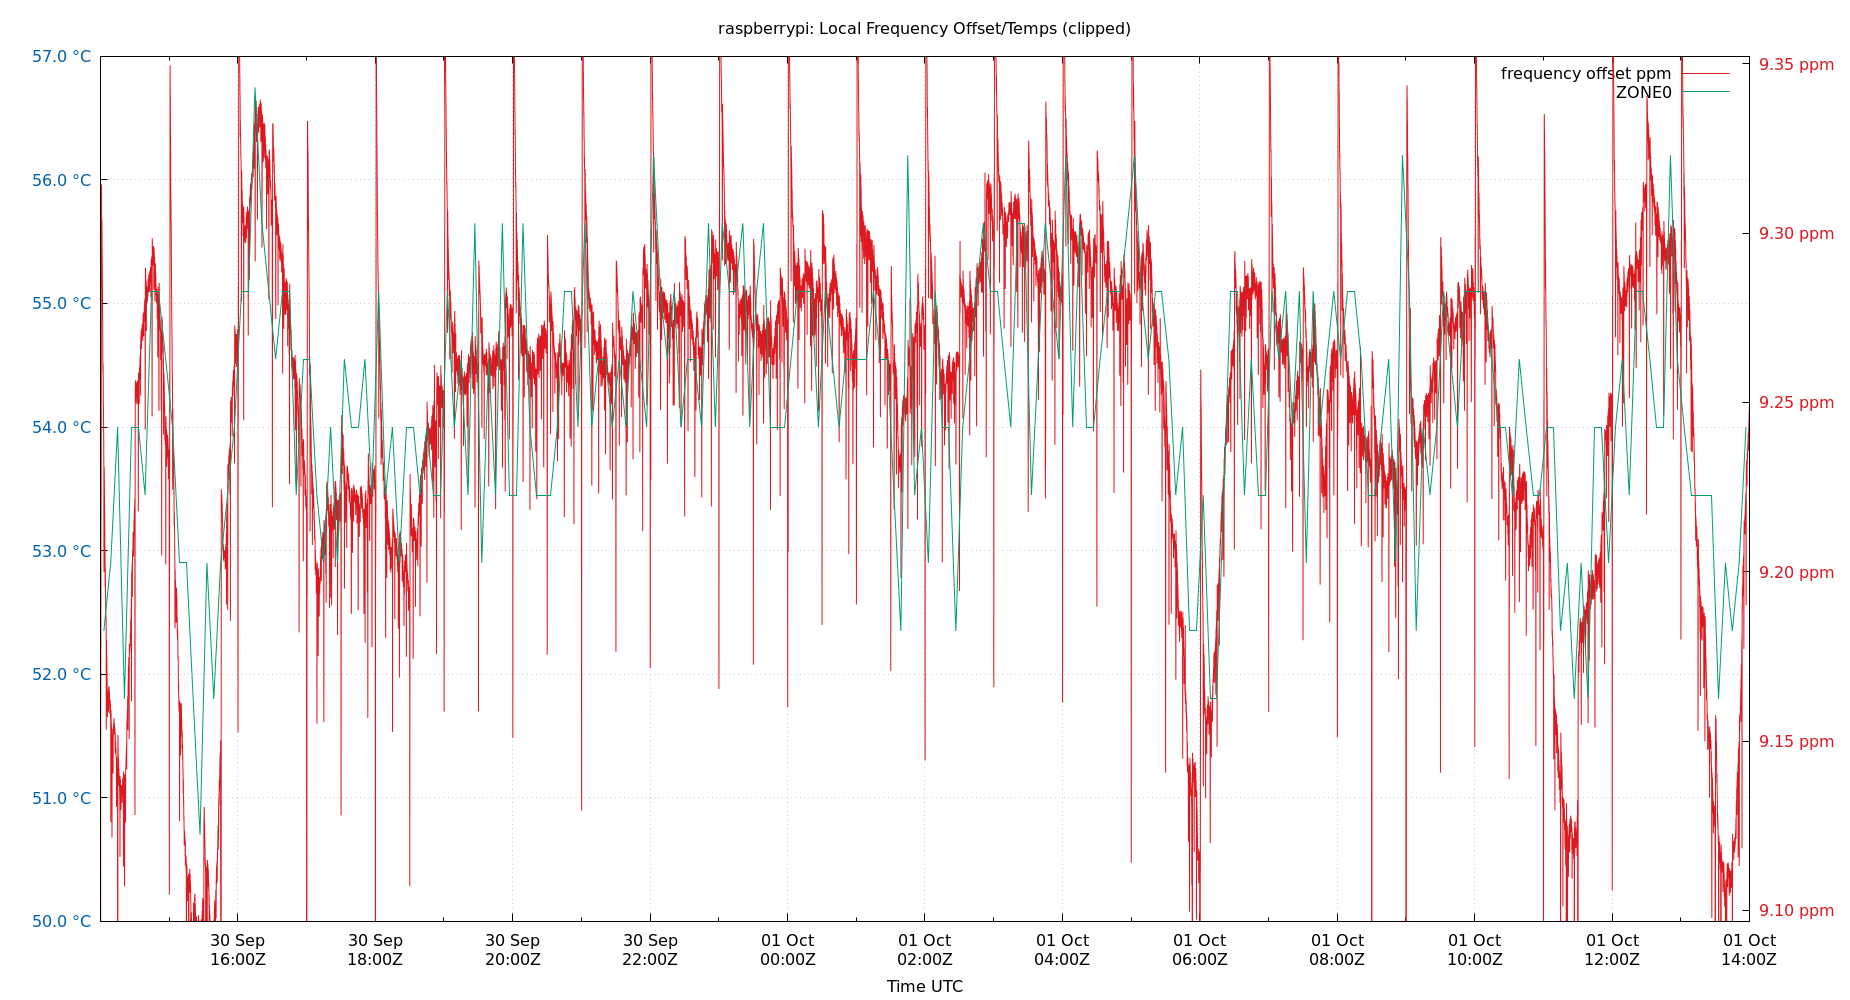 raspberrypi: Local Frequency Offset/Temps (clipped)
57.0 °C
56.0 °C
55.0 °C
54.0 °C
53.0 °C
52.0 °C
51.0 °C
50.0 °C
frequency offset ppm
ZONE0
9.35 ppm
9.30 ppm
9.25 ppm
9.20 ppm
9.15 ppm
9.10 ppm
30 Sep 30 Sep 30 Sep 30 Sep 01 Oct 01 Oct 01 Oct 01 Oct 01 Oct 01 Oct 01 Oct 01 Oct
16:00Z 18:00Z 20:00Z 22:00Z 00:00Z 02:00Z 04:00Z 06:00Z 08:00Z 10:00Z 12:00Z 14:00Z
Time UTC